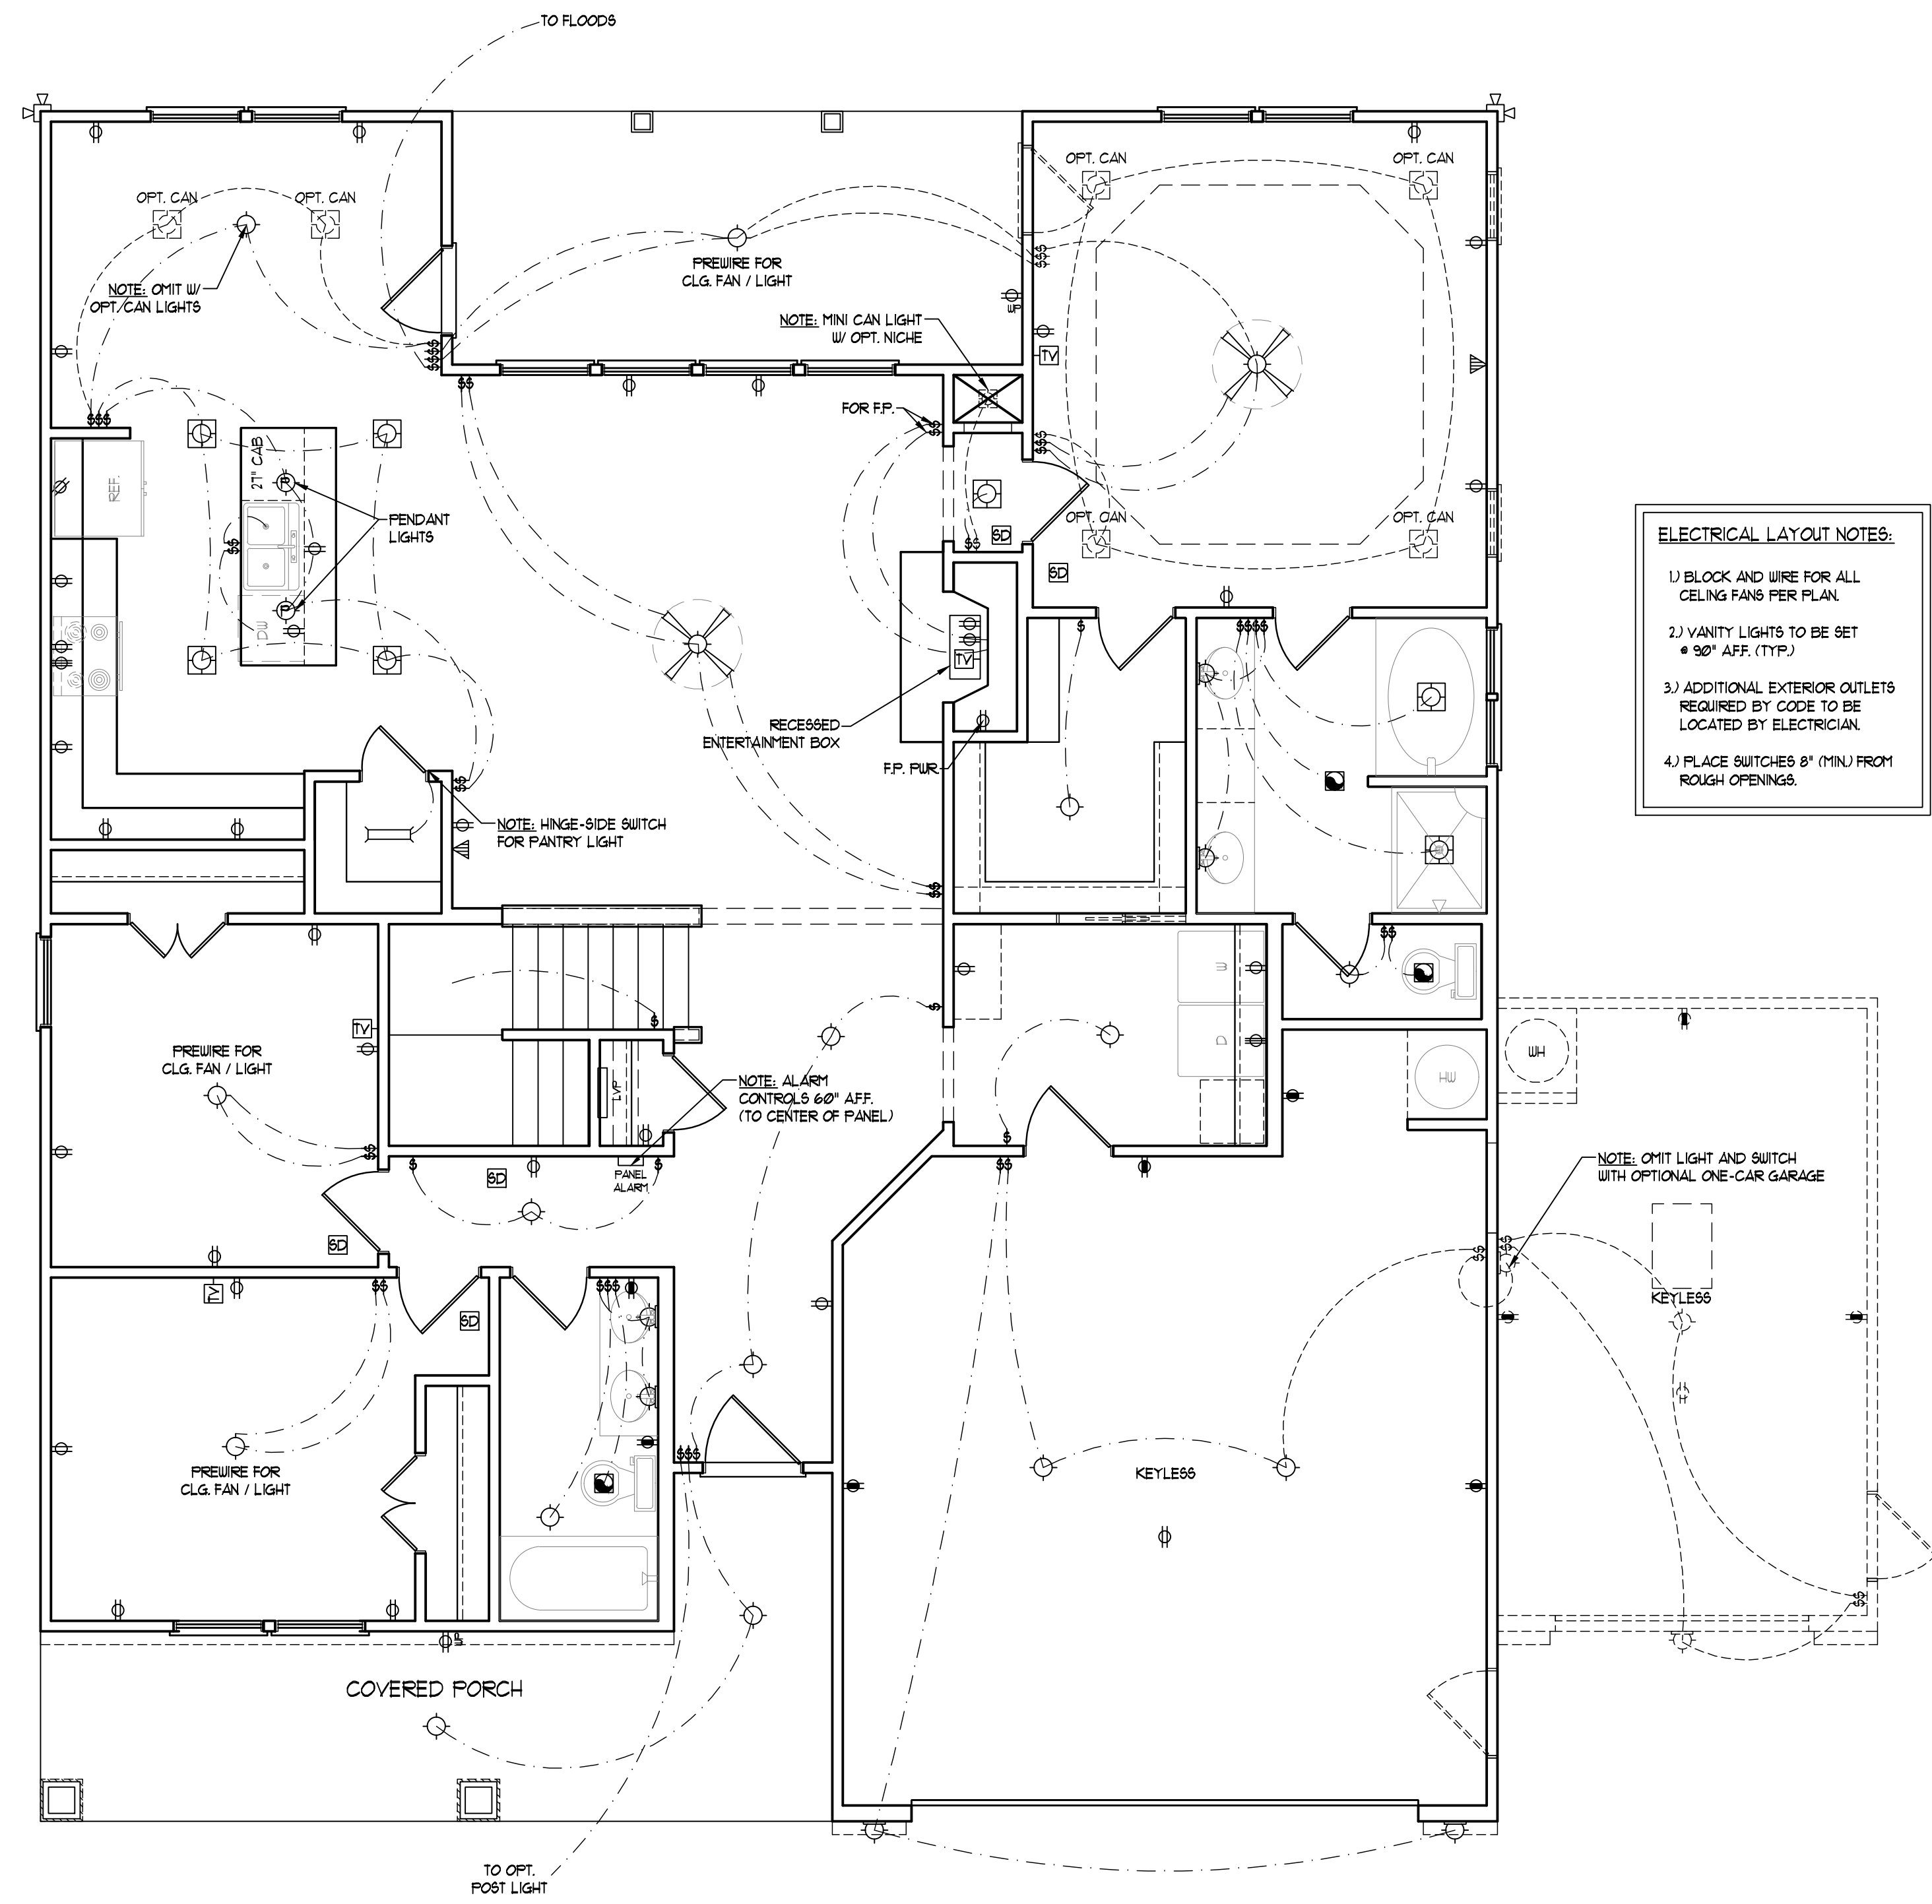 TO FLOODS
OPT. CAN
OPT. CAN
OPT. CAN
OPT. CAN
NOTE: OMIT W/
OPT. CAN LIGHTS
PREWIRE FOR
CLG. FAN / LIGHT
WP
NOTE: MINI CAN LIGHT
W/ OPT. NICHE
TV
FOR F.P.
27" CAB
REF.
P
PENDANT
LIGHTS
P
DW
SD
SD
OPT. CAN
OPT. CAN
TV
RECESSED
ENTERTAINMENT BOX
F.P. PWR.
NOTE: HINGE-SIDE SWITCH
FOR PANTRY LIGHT
ELECTRICAL LAYOUT NOTES:
1.) BLOCK AND WIRE FOR ALL
CELING FANS PER PLAN.
2.) VANITY LIGHTS TO BE SET
@ 90" A.F.F. (TYP.)
3.) ADDITIONAL EXTERIOR OUTLETS
REQUIRED BY CODE TO BE
LOCATED BY ELECTRICIAN.
4.) PLACE SWITCHES 8" (MIN.) FROM
ROUGH OPENINGS.
W
D
TV
PREWIRE FOR
CLG. FAN / LIGHT
LVP
NOTE: ALARM
CONTROLS 60" A.F.F.
(TO CENTER OF PANEL)
HW
WH
PANEL
ALARM
SD
SD
NOTE: OMIT LIGHT AND SWITCH
WITH OPTIONAL ONE-CAR GARAGE
KEYLESS
TV
SD
PREWIRE FOR
CLG. FAN / LIGHT
KEYLESS
WP
COVERED PORCH
TO OPT.
POST LIGHT